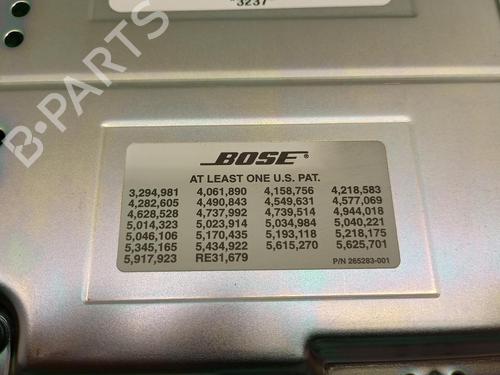 "3237"
B-PARTS
BOSE®
AT LEAST ONE U.S. PAT.
3,294,981 4,061,890 4,158,756 4,218,583
4,282,605 4,490,843 4,549,631 4,577,069
4,628,528 4,737,992 4,739,514 4,944,018
5,014,323 5,023,914 5,034,984 5,040,221
5,046,106 5,170,435 5,193,118 5,218,175
5,345,165 5,434,922 5,615,270 5,625,701
5,917,923 RE31,679 P/N 265283-001